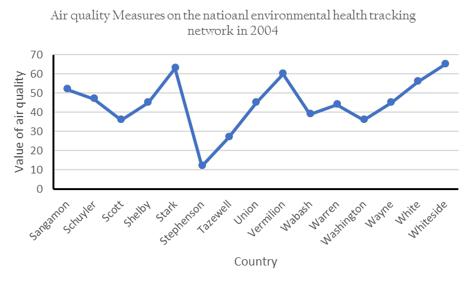 Air quality Measures on the natioanl environmental health tracking
network in 2004
Value of air quality
70
60
50
40
30
20
10
0
Sangamon
Schuyler
Scott
Shelby
Stark
Stephenson
Tazewell
Union
Vermilion
Wabash
Warren
Washington
Wayne
White
Whiteside
Country